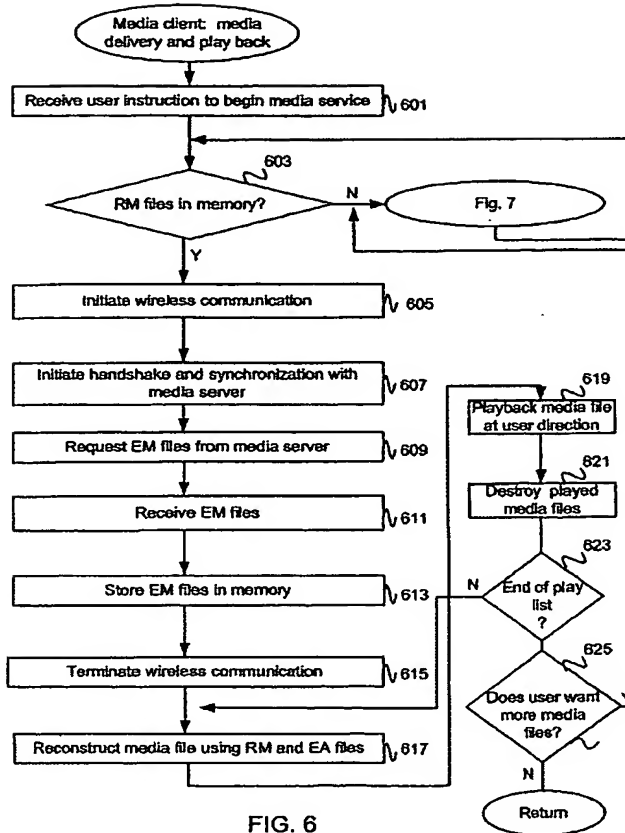 Media client: media
delivery and play
back
Receive user instruction to begin media service
601
603
RM files in memory?
N
Fig. 7
Y
Initiate wireless communication
605
Initiate handshake and synchronization with
media server
607
Request EM files from media server
609
Receive EM files
611
Store EM files in memory
613
Terminate wireless communication
615
Reconstruct media file using RM and EA files
617
619
Playback media file
at user direction
621
Destroy played
media files
623
N
End of play
list
?
625
Does user want
more media
files?
N
Return
FIG. 6